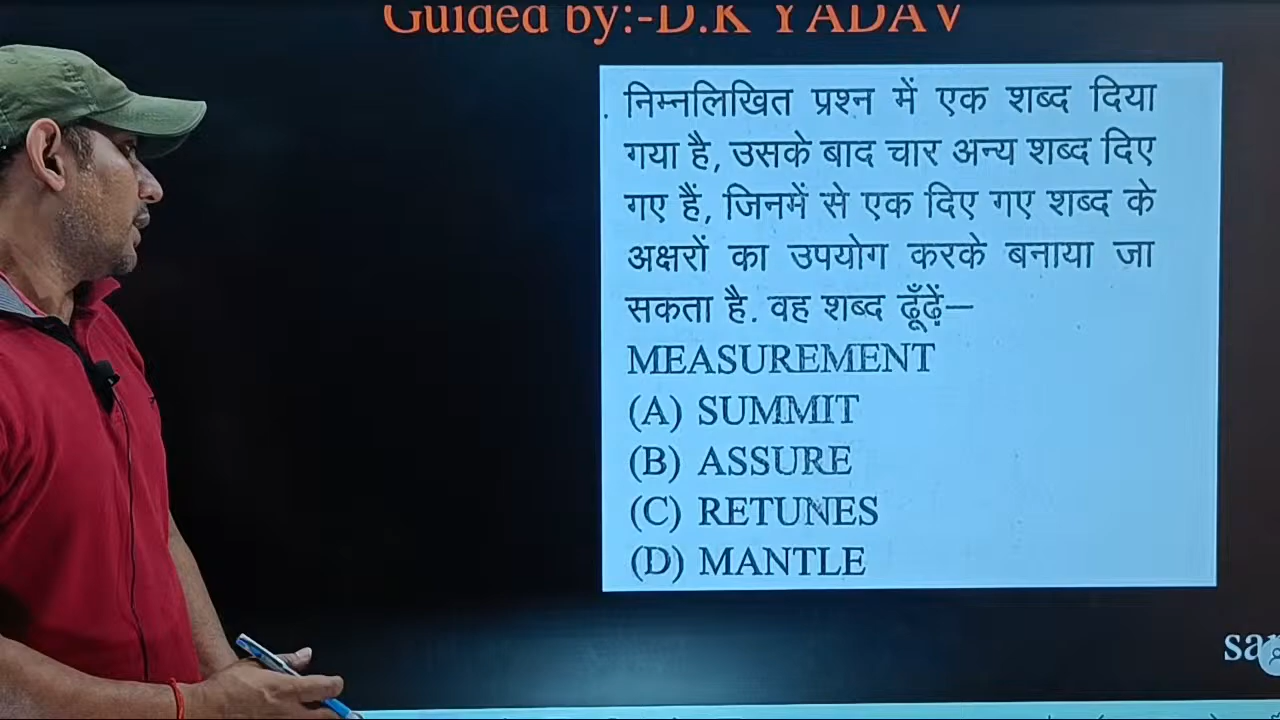 Guided by:-D.K YADAV
निम्नलिखित प्रश्न में एक शब्द दिया
गया है, उसके बाद चार अन्य शब्द दिए
गए हैं, जिनमें से एक दिए गए शब्द के
अक्षरों का उपयोग करके बनाया जा
सकता है. वह शब्द ढूँढ़ें—
MEASUREMENT
(A) SUMMIT
(B) ASSURE
(C) RETUNES
(D) MANTLE